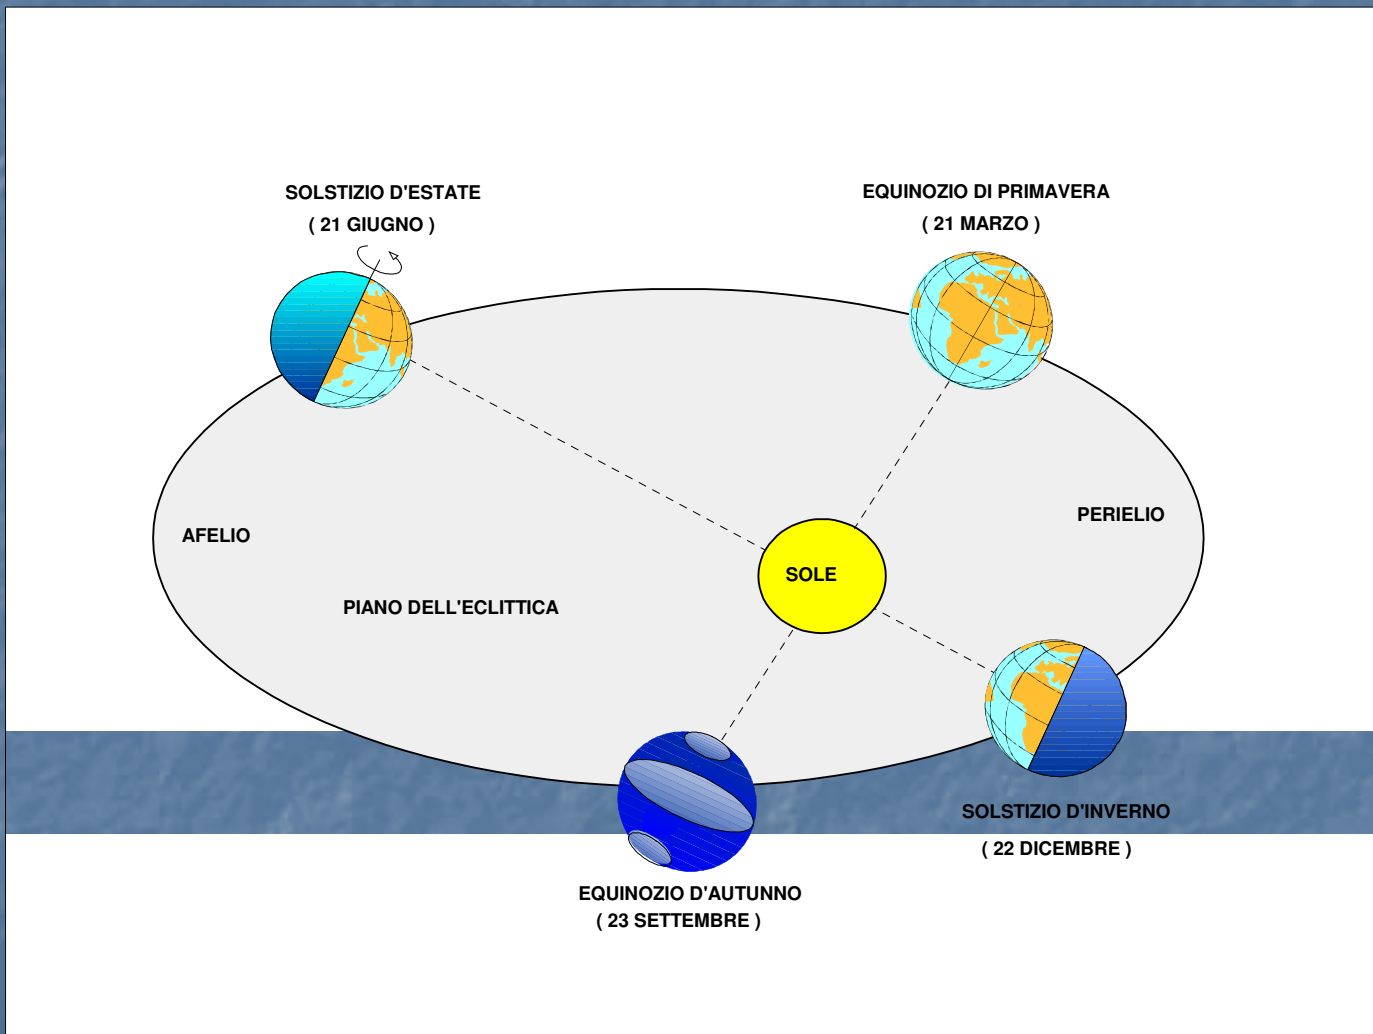 SOLSTIZIO D'ESTATE
( 21 GIUGNO )
EQUINOZIO DI PRIMAVERA
( 21 MARZO )
AFELIO
PERIELIO
SOLE
PIANO DELL'ECLITTICA
SOLSTIZIO D'INVERNO
( 22 DICEMBRE )
EQUINOZIO D'AUTUNNO
( 23 SETTEMBRE )